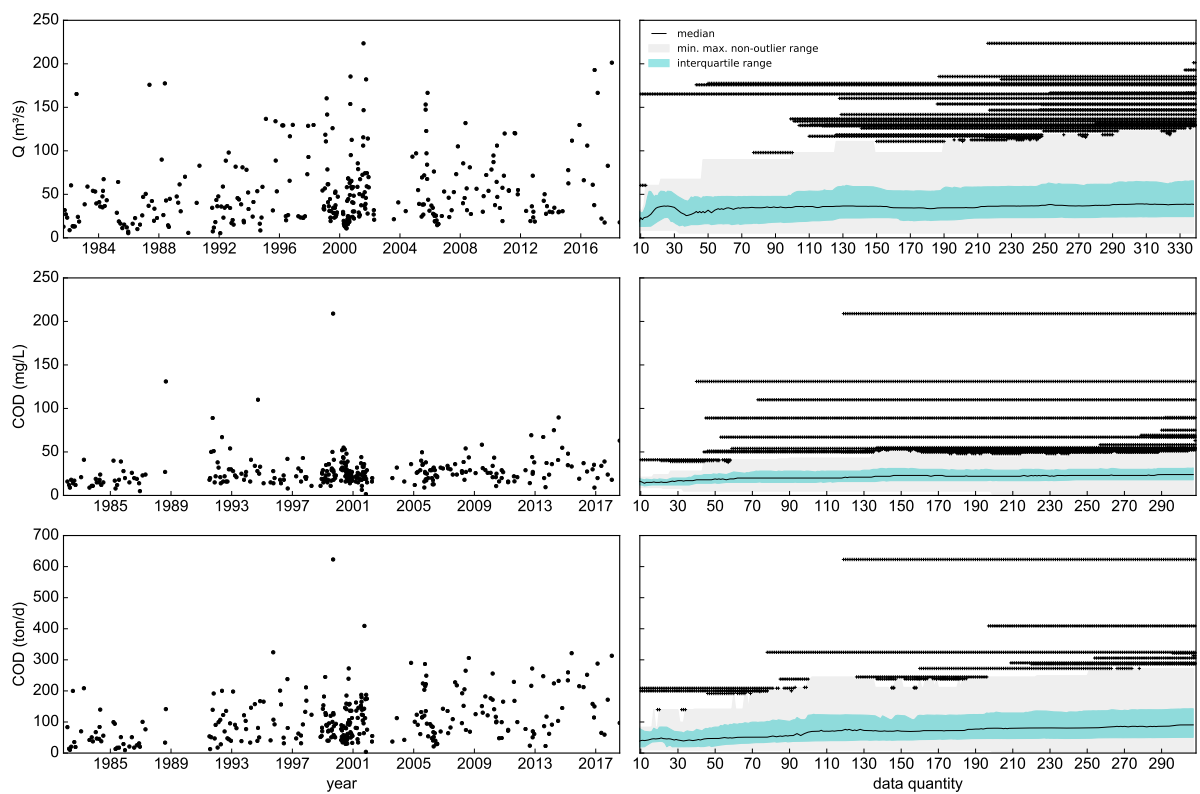 250
200
150
100
50
0
Q (m³/s)
1984 1988 1992 1996 2000 2004 2008 2012 2016
median
min. max. non-outlier range
interquartile range
10 30 50 70 90 110 130 150 170 190 210 230 250 270 290 310 330
250
200
150
100
50
0
COD (mg/L)
1985 1989 1993 1997 2001 2005 2009 2013 2017
10 30 50 70 90 110 130 150 170 190 210 230 250 270 290
700
600
500
400
300
200
100
0
COD (ton/d)
1985 1989 1993 1997 2001 2005 2009 2013 2017
year
10 30 50 70 90 110 130 150 170 190 210 230 250 270 290
data quantity